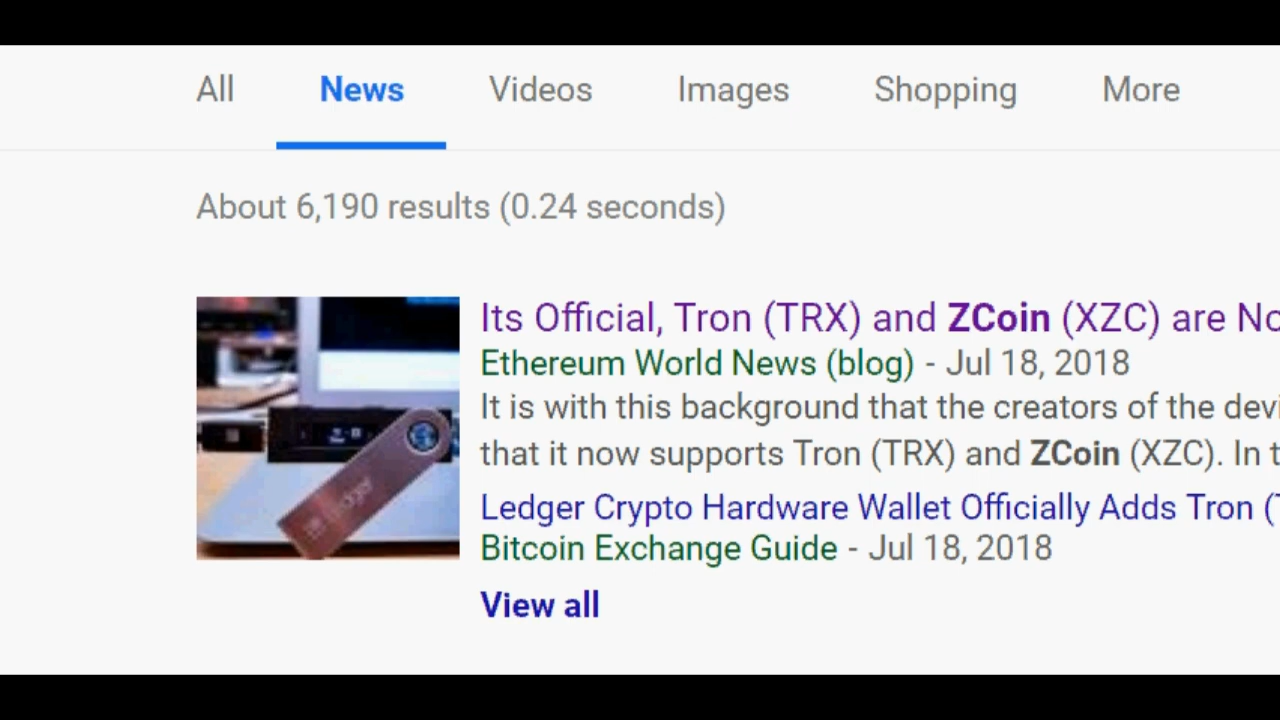 All News Videos Images Shopping More
About 6,190 results (0.24 seconds)
Its Official, Tron (TRX) and ZCoin (XZC) are
Ethereum World News (blog) - Jul 18, 2018
It is with this background that the creators of the
that it now supports Tron (TRX) and ZCoin (XZC). In
Ledger Crypto Hardware Wallet Officially Adds Tron
Bitcoin Exchange Guide - Jul 18, 2018
View all